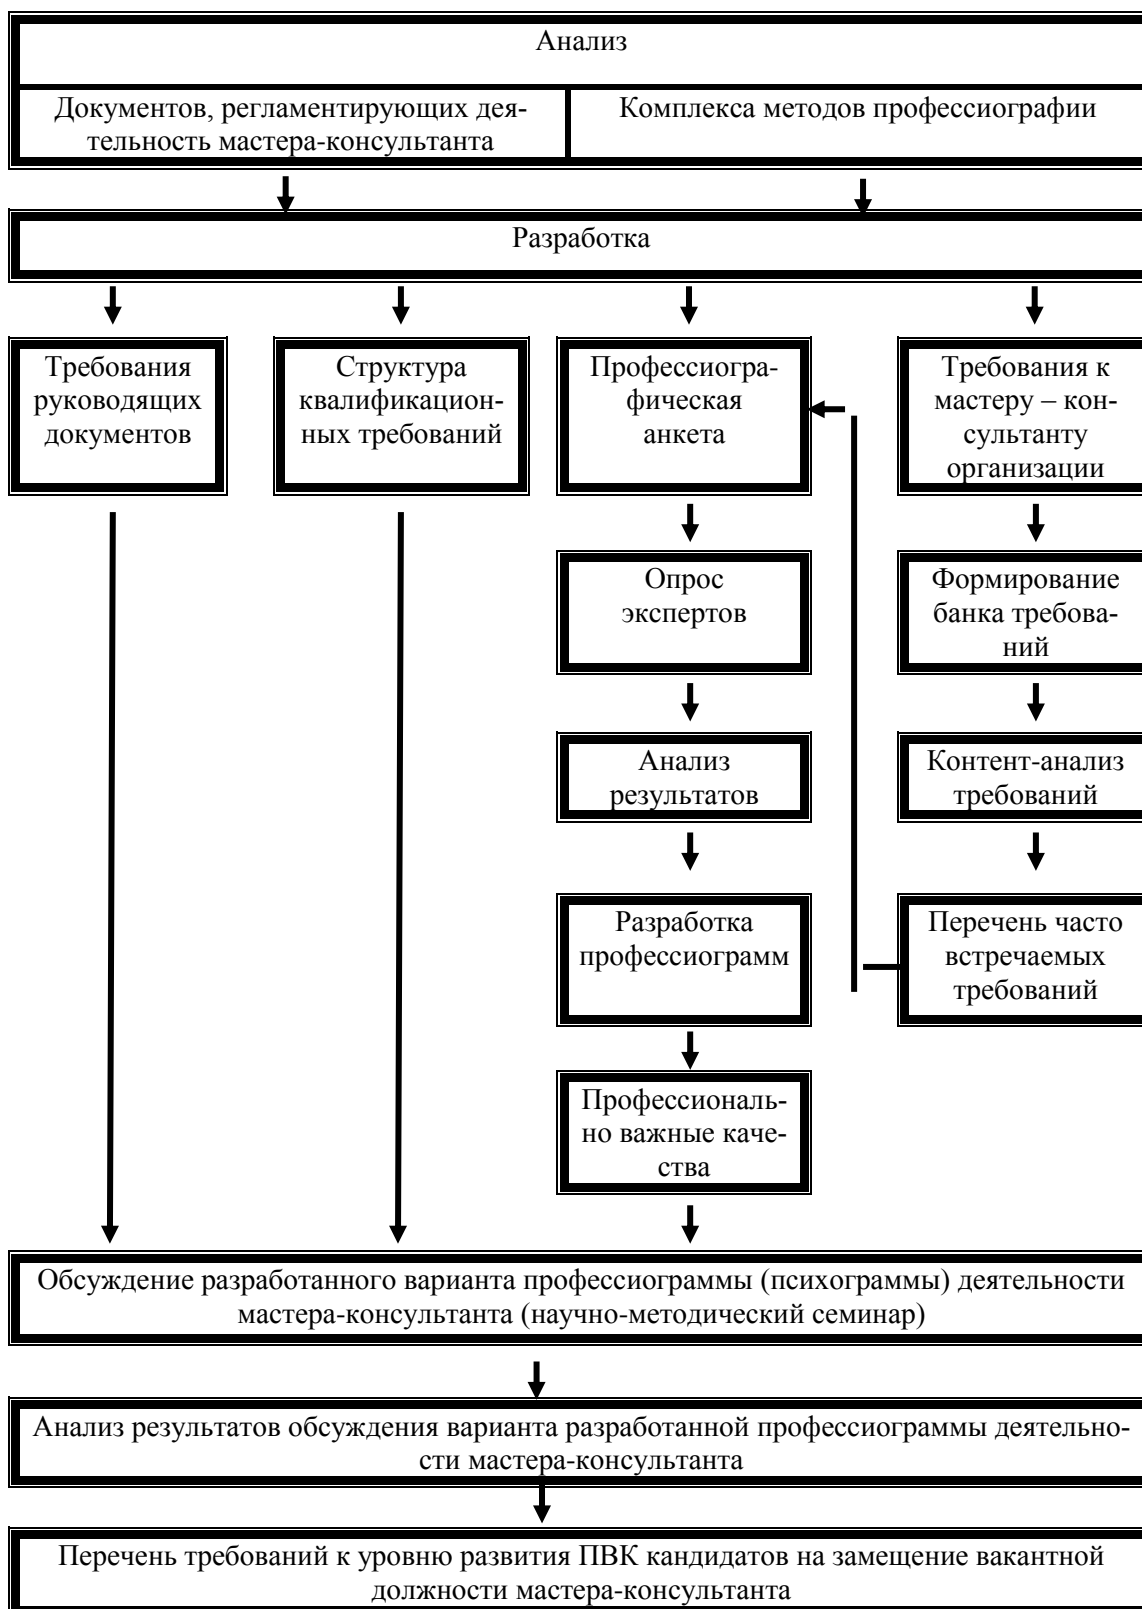 Анализ
Документов, регламентирующих дея-
тельность мастера-консультанта
Комплекса методов профессиографии
Разработка
Требования
руководящих
документов
Структура
квалификацион-
ных требований
Профессиогра-
фическая
анкета
Требования к
мастеру – кон-
сультанту
организации
Опрос
экспертов
Формирование
банка требова-
ний
Анализ
результатов
Контент-анализ
требований
Разработка
профессиограмм
Перечень часто
встречаемых
требований
Профессиональ-
но важные каче-
ства
Обсуждение разработанного варианта профессиограммы (психограммы) деятельности
мастера-консультанта (научно-методический семинар)
Анализ результатов обсуждения варианта разработанной профессиограммы деятельно-
сти мастера-консультанта
Перечень требований к уровню развития ПВК кандидатов на замещение вакантной
должности мастера-консультанта